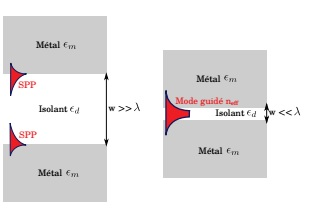 Métal ϵm
SPP
Isolant ϵd
w >> λ
SPP
Métal ϵm
Métal ϵm
Mode guidé neff
Isolant ϵd
w << λ
Métal ϵm